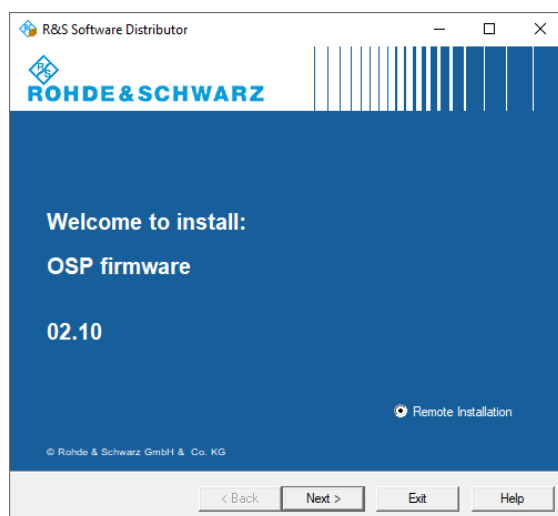 R&S Software Distributor
R S
ROHDE&SCHWARZ
Welcome to install:
OSP firmware
02.10
Remote Installation
© Rohde & Schwarz GmbH & Co. KG
< Back Next > Exit Help